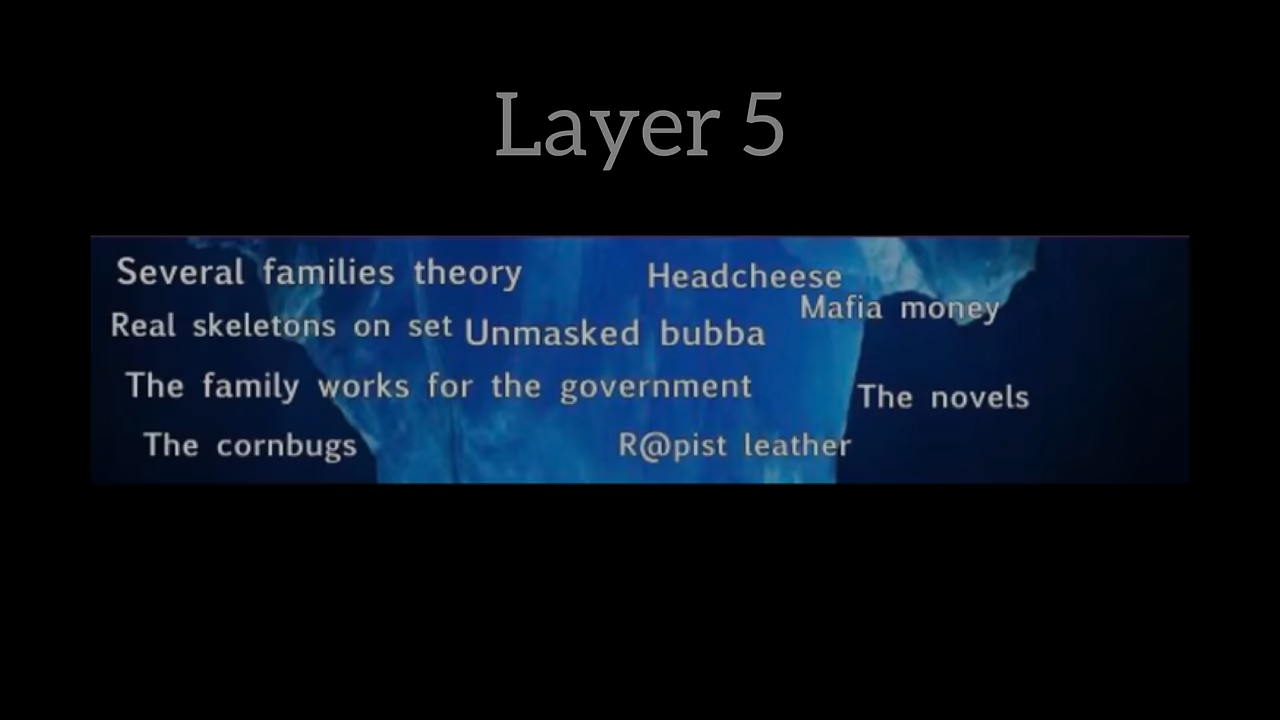 Layer 5
Several families theory
Headcheese
Mafia money
Real skeletons on set
Unmasked bubba
The family works for the government
The novels
The cornbugs
R@pist leather